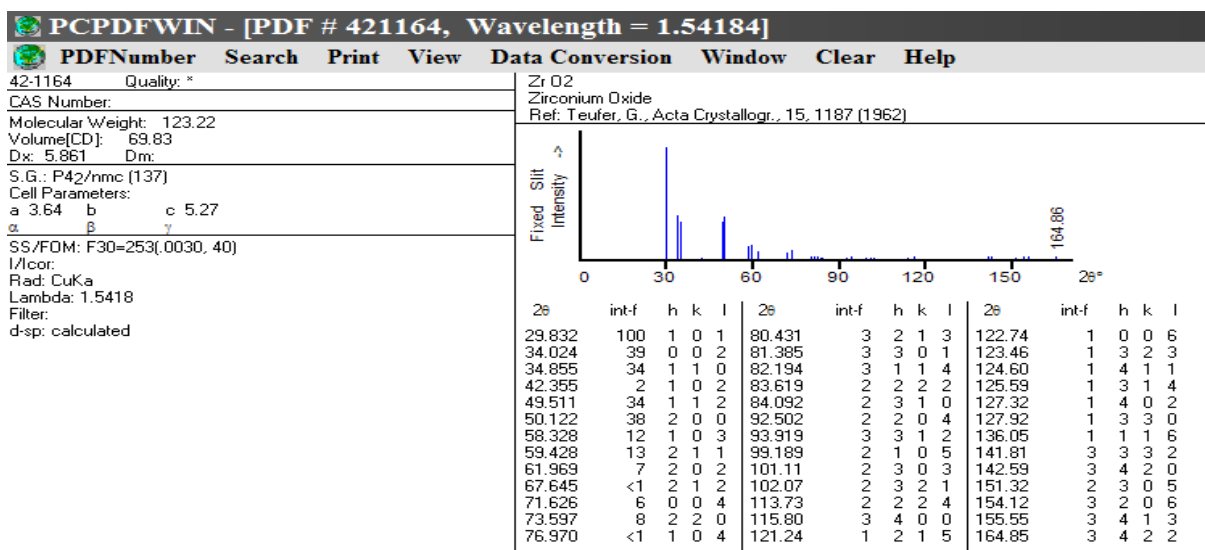 PCPDFWIN - [PDF # 421164, Wavelength = 1.54184]
PDFNumber Search Print View Data Conversion Window Clear Help
42-1164 Quality: *
CAS Number:
Molecular Weight: 123.22
Volume[CD]: 69.83
Dx: 5.861 Dm:
S.G.: P42/nmc (137)
Cell Parameters:
a 3.64 b c 5.27
α β γ
SS/FOM: F30=253(.0030, 40)
I/Icor:
Rad: CuKa
Lambda: 1.5418
Filter:
d-sp: calculated
Zr O2
Zirconium Oxide
Ref: Teufer, G., Acta Crystallogr., 15, 1187 (1962)
Fixed Slit
Intensity ->
164.86
0 30 60 90 120 150 2θ°
2θ int-f h k l 2θ int-f h k l 2θ int-f h k l
29.832 100 1 0 1 80.431 3 2 1 3 122.74 1 0 0 6
34.024 39 0 0 2 81.385 3 3 0 1 123.46 1 3 2 3
34.855 34 1 1 0 82.194 3 1 1 4 124.60 1 4 1 1
42.355 2 1 0 2 83.619 2 2 2 2 125.59 1 3 1 4
49.511 34 1 1 2 84.092 2 3 1 0 127.32 1 4 0 2
50.122 38 2 0 0 92.502 2 2 0 4 127.92 1 3 3 0
58.328 12 1 0 3 93.919 3 3 1 2 136.05 1 1 1 6
59.428 13 2 1 1 99.189 2 1 0 5 141.81 3 3 3 2
61.969 7 2 0 2 101.11 2 3 0 3 142.59 3 4 2 0
67.645 <1 2 1 2 102.07 2 3 2 1 151.32 2 3 0 5
71.626 6 0 0 4 113.73 2 2 2 4 154.12 3 2 0 6
73.597 8 2 2 0 115.80 3 4 0 0 155.55 3 4 1 3
76.970 <1 1 0 4 121.24 1 2 1 5 164.85 3 4 2 2